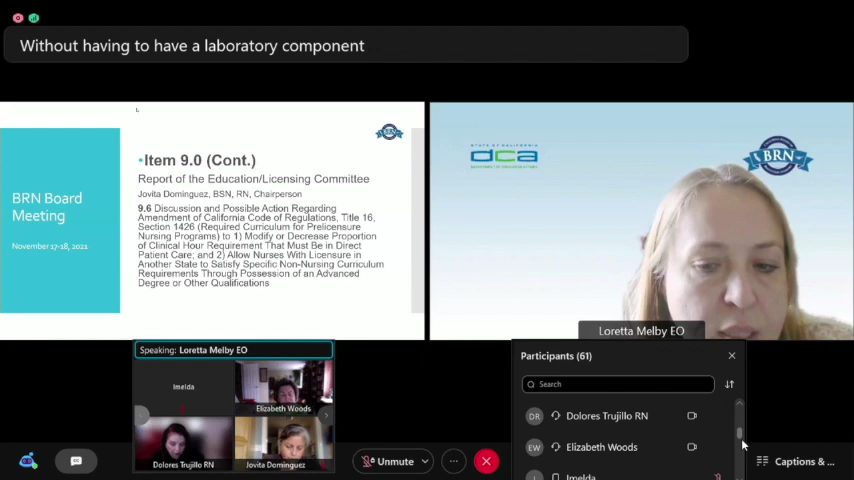 Without having to have a laboratory component
BRN Board
Meeting
November 17-18, 2021
BRN
•Item 9.0 (Cont.)
Report of the Education/Licensing Committee
Jovita Dominguez, BSN, RN, Chairperson
9.6 Discussion and Possible Action Regarding
Amendment of California Code of Regulations, Title 16,
Section 1426 (Required Curriculum for Prelicensure
Nursing Programs) to 1) Modify or Decrease Proportion
of Clinical Hour Requirement That Must Be in Direct
Patient Care; and 2) Allow Nurses With Licensure in
Another State to Satisfy Specific Non-Nursing Curriculum
Requirements Through Possession of an Advanced
Degree or Other Qualifications
STATE OF CALIFORNIA
dca
DEPARTMENT OF CONSUMER AFFAIRS
BRN
Loretta Melby EO
Speaking: Loretta Melby EO
Imelda
Elizabeth Woods
Dolores Trujillo RN
Jovita Dominguez
Participants (61)
Search
DR Dolores Trujillo RN
EW Elizabeth Woods
I Imelda
CC
Unmute
Captions & ...